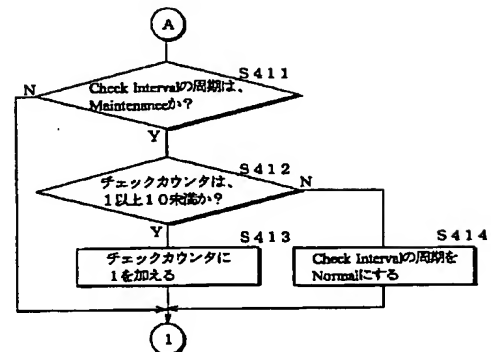 A
S411
N
Check Intervalの周期は、
Maintenanceか?
Y
S412
チェックカウンタは、
1以上10未満か?
N
Y
S413
チェックカウンタに
1を加える
S414
Check Intervalの周期を
Normalにする
1